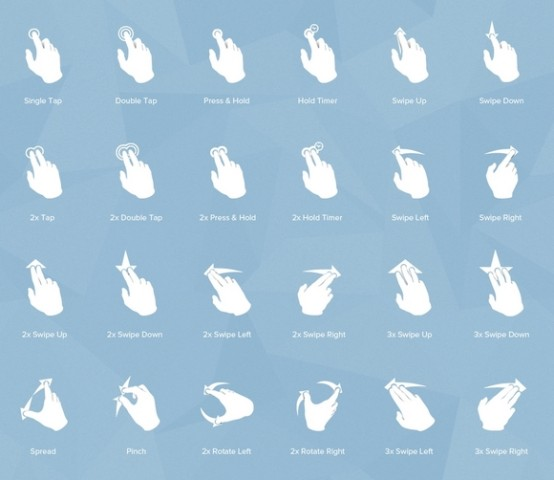 Single Tap
Double Tap
Press & Hold
Hold Timer
Swipe Up
Swipe Down
2x Tap
2x Double Tap
2x Press & Hold
2x Hold Timer
Swipe Left
Swipe Right
2x Swipe Up
2x Swipe Down
2x Swipe Left
2x Swipe Right
3x Swipe Up
3x Swipe Down
Spread
Pinch
2x Rotate Left
2x Rotate Right
3x Swipe Left
3x Swipe Right